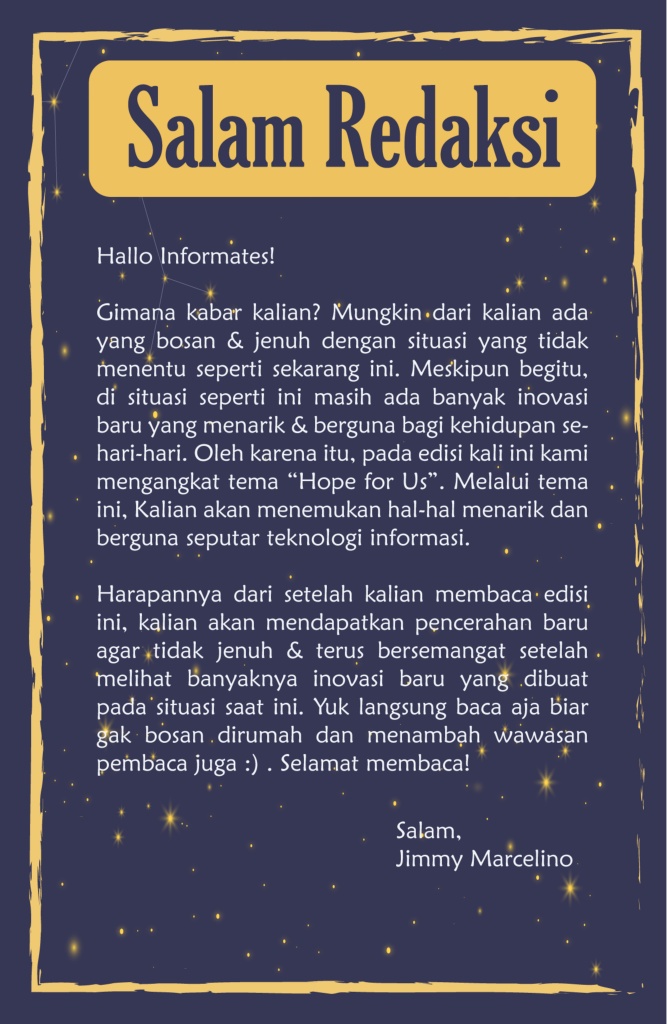 Salam Redaksi
Hallo Informates!
Gimana kabar kalian? Mungkin dari kalian ada
yang bosan & jenuh dengan situasi yang tidak
menentu seperti sekarang ini. Meskipun begitu,
di situasi seperti ini masih ada banyak inovasi
baru yang menarik & berguna bagi kehidupan se-
hari-hari. Oleh karena itu, pada edisi kali ini kami
mengangkat tema “Hope for Us”. Melalui tema
ini, Kalian akan menemukan hal-hal menarik dan
berguna seputar teknologi informasi.
Harapannya dari setelah kalian membaca edisi
ini, kalian akan mendapatkan pencerahan baru
agar tidak jenuh & terus bersemangat setelah
melihat banyaknya inovasi baru yang dibuat
pada situasi saat ini. Yuk langsung baca aja biar
gak bosan dirumah dan menambah wawasan
pembaca juga :) . Selamat membaca!
Salam,
Jimmy Marcelino